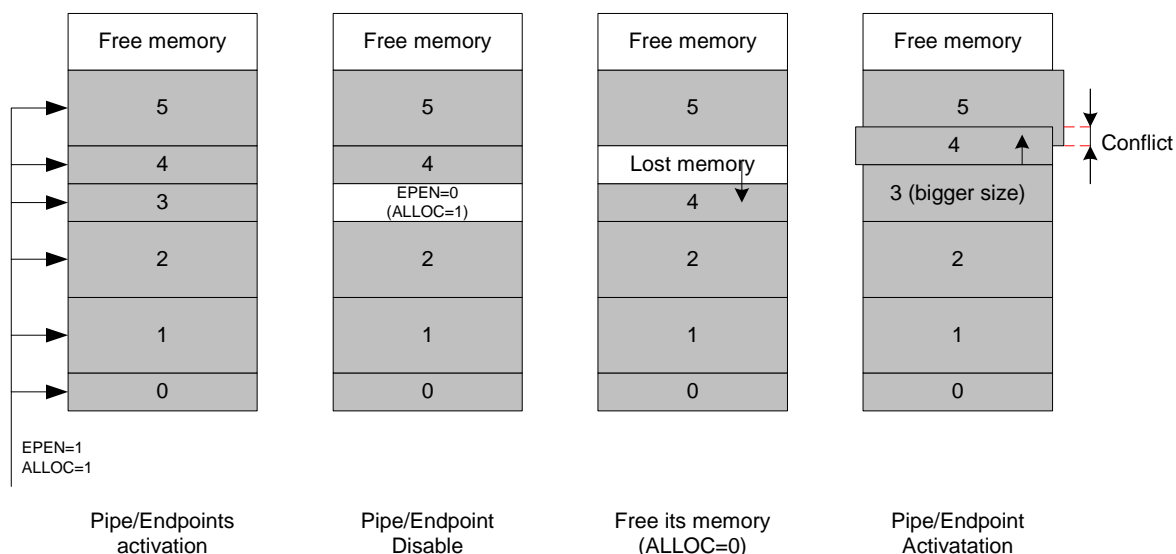 Free memory
5
4
3
2
1
0
EPEN=1
ALLOC=1
Pipe/Endpoints
activation
Free memory
5
4
EPEN=0
(ALLOC=1)
2
1
0
Pipe/Endpoint
Disable
Free memory
5
Lost memory
4
2
1
0
Free its memory
(ALLOC=0)
Free memory
5
4
3 (bigger size)
2
1
0
Conflict
Pipe/Endpoint
Activatation